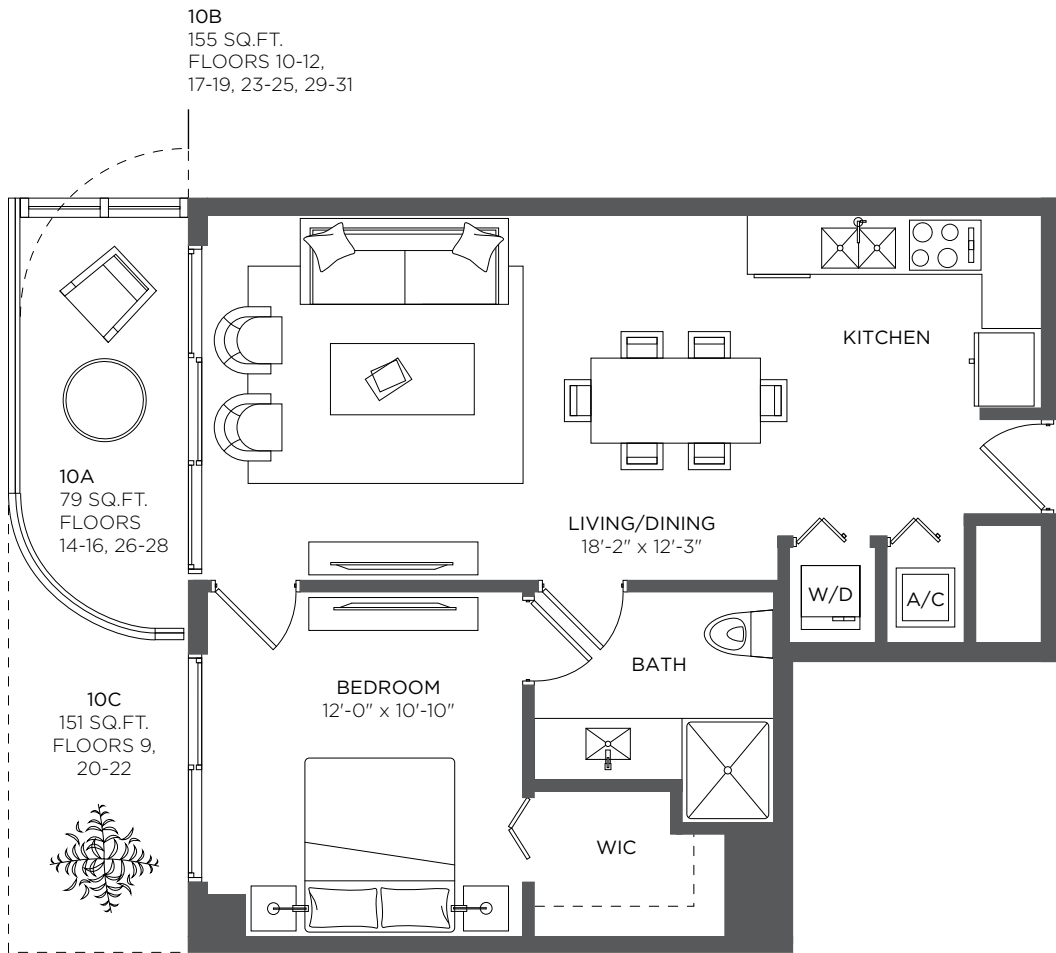 10B
155 SQ.FT.
FLOORS 10-12,
17-19, 23-25, 29-31
KITCHEN
10A
79 SQ.FT.
FLOORS
14-16, 26-28
LIVING/DINING
18'-2" x 12'-3"
W/D
A/C
BATH
BEDROOM
12'-0" x 10'-10"
10C
151 SQ.FT.
FLOORS 9,
20-22
WIC